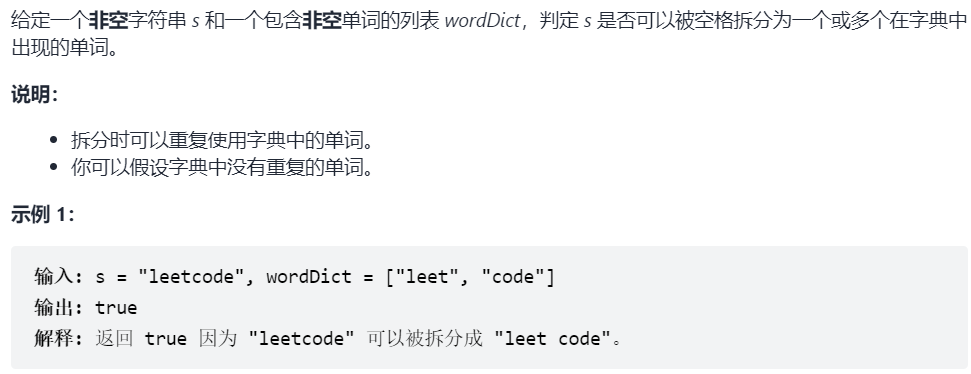 给定一个非空字符串 s 和一个包含非空单词的列表 wordDict，判定 s 是否可以被空格拆分为一个或多个在字典中
出现的单词。
说明：
• 拆分时可以重复使用字典中的单词。
• 你可以假设字典中没有重复的单词。
示例 1：
输入: s = "leetcode", wordDict = ["leet", "code"]
输出: true
解释: 返回 true 因为 "leetcode" 可以被拆分成 "leet code"。